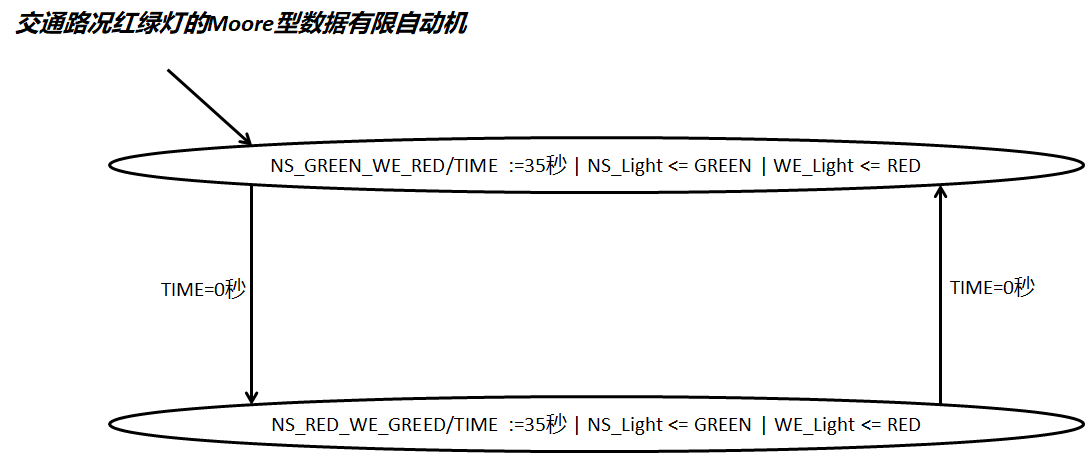 交通路况红绿灯的Moore型数据有限自动机
NS_GREEN_WE_RED/TIME :=35秒 | NS_Light <= GREEN | WE_Light <= RED
TIME=0秒
TIME=0秒
NS_RED_WE_GREED/TIME :=35秒 | NS_Light <= GREEN | WE_Light <= RED